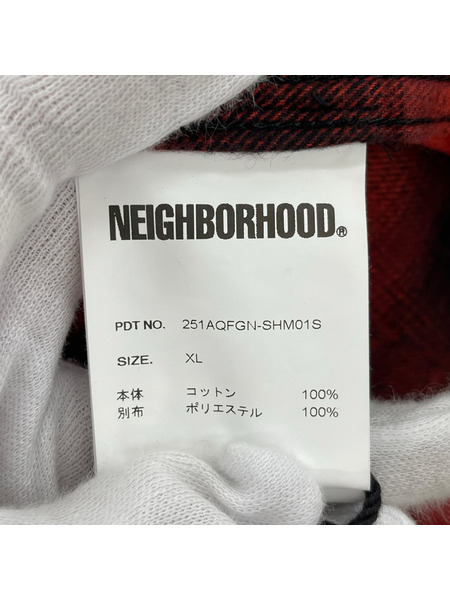 NEIGHBORHOOD®
PDT NO. 251AQFGN-SHM01S
SIZE. XL
本体 コットン 100%
別布 ポリエステル 100%